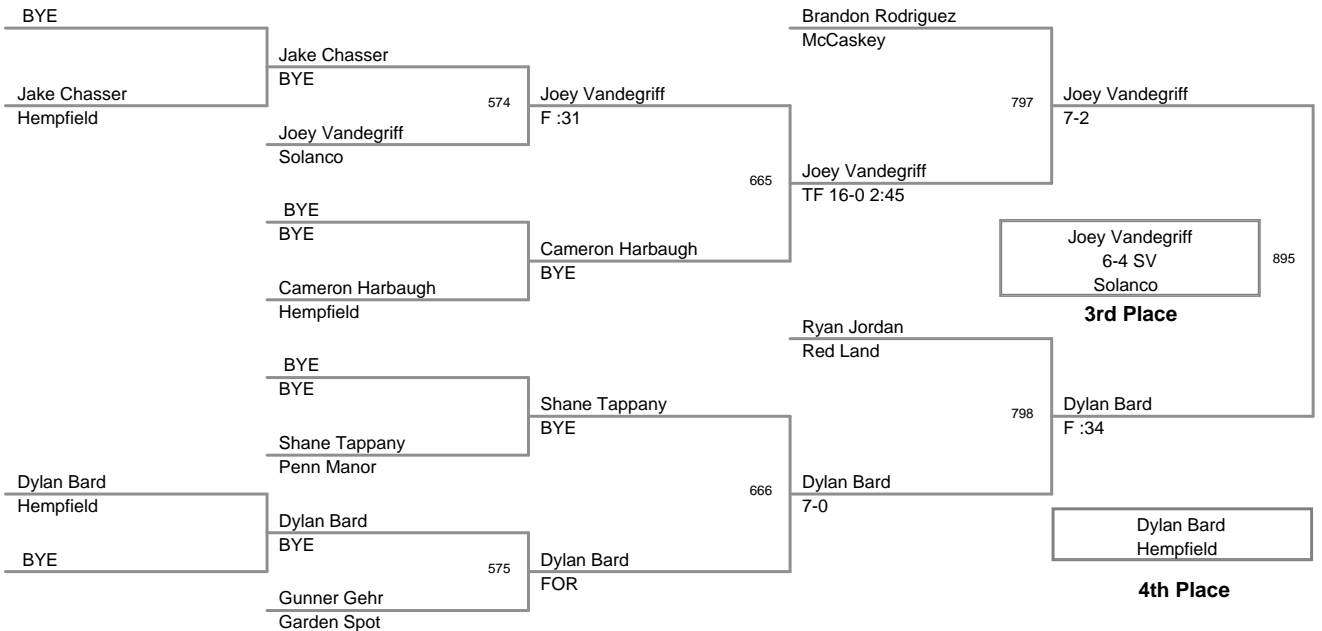 BYE
Jake Chasser
Hempfield
Dylan Bard
Hempfield
BYE
Jake Chasser
BYE
574
Joey Vandegriff
Solanco
BYE
BYE
Cameron Harbaugh
Hempfield
BYE
BYE
Shane Tappany
Penn Manor
Dylan Bard
BYE
575
Gunner Gehr
Garden Spot
Joey Vandegriff
F :31
665
Cameron Harbaugh
BYE
Shane Tappany
BYE
666
Dylan Bard
FOR
Brandon Rodriguez
McCaskey
797
Joey Vandegriff
TF 16-0 2:45
Ryan Jordan
Red Land
798
Dylan Bard
7-0
Joey Vandegriff
7-2
Joey Vandegriff
6-4 SV
Solanco
895
3rd Place
Dylan Bard
F :34
Dylan Bard
Hempfield
4th Place